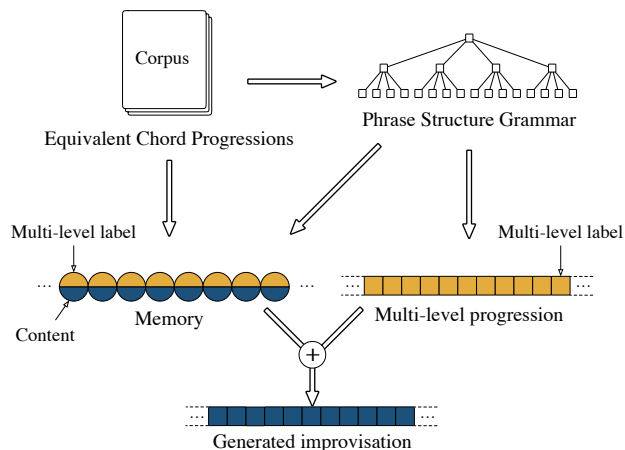 Corpus
Equivalent Chord Progressions
Phrase Structure Grammar
Multi-level label
Multi-level label
...
...
...
...
Content
Memory
Multi-level progression
+
...
...
Generated improvisation